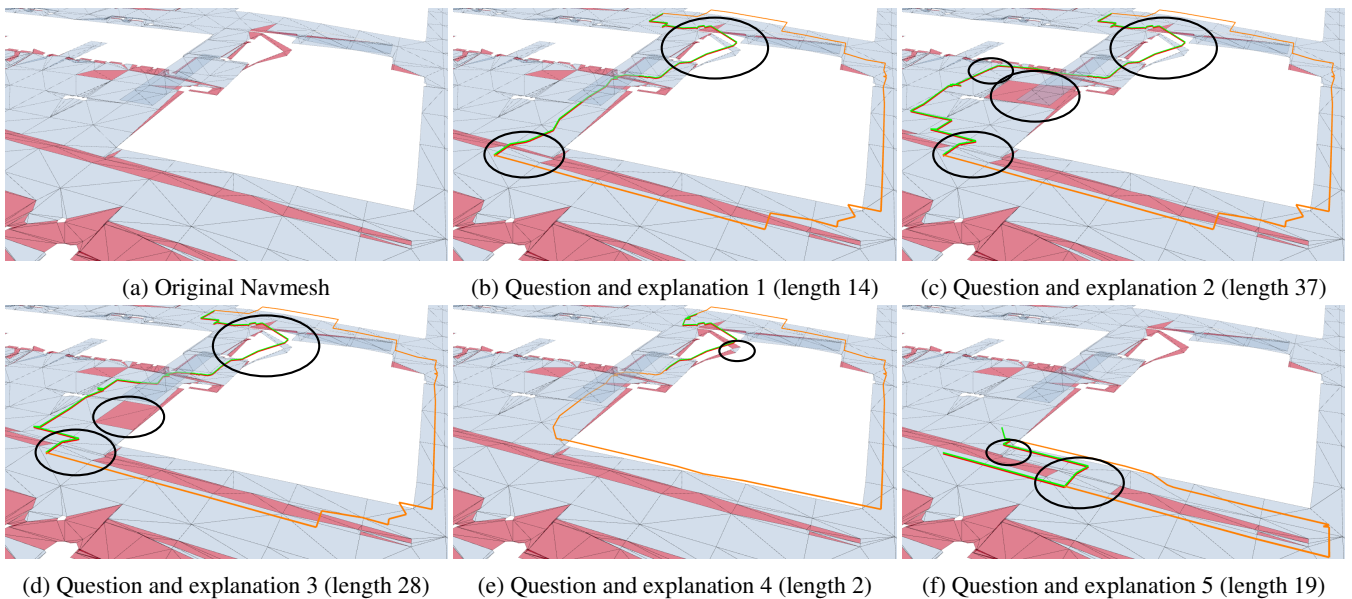 (a) Original Navmesh
(b) Question and explanation 1 (length 14)
(c) Question and explanation 2 (length 37)
(d) Question and explanation 3 (length 28)
(e) Question and explanation 4 (length 2)
(f) Question and explanation 5 (length 19)